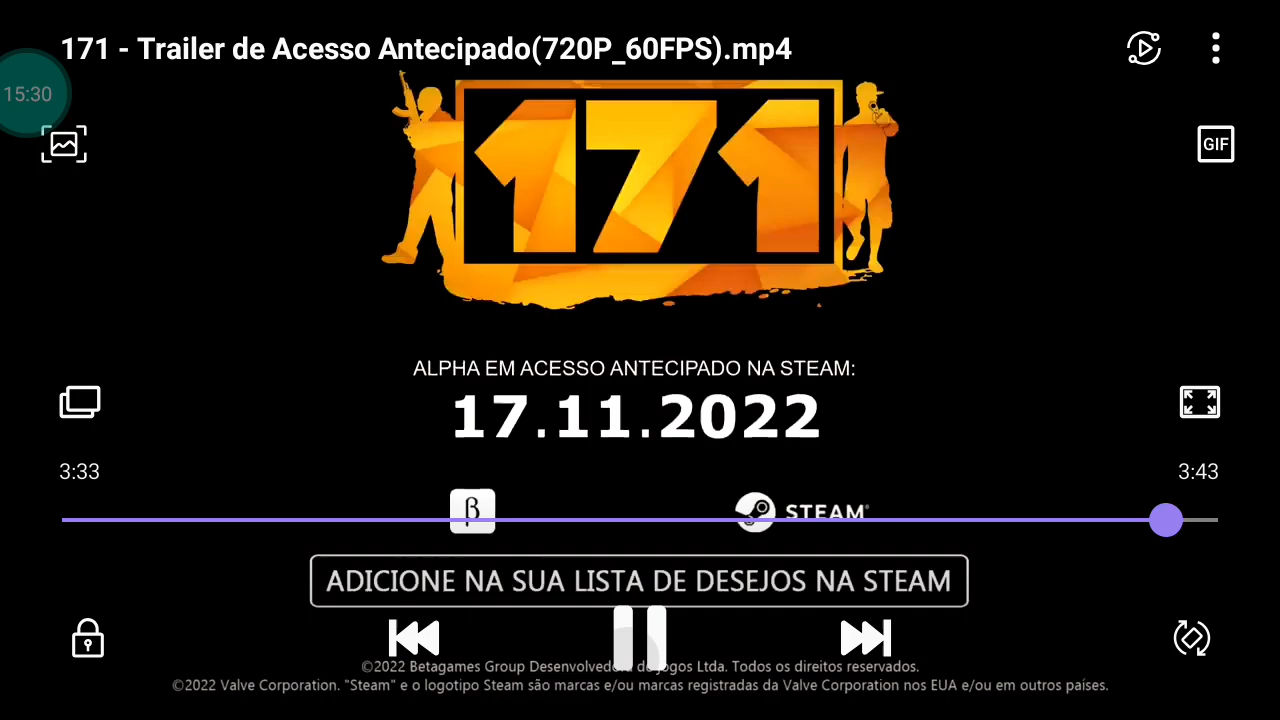 171 - Trailer de Acesso Antecipado(720P_60FPS).mp4
15:30
GIF
171
ALPHA EM ACESSO ANTECIPADO NA STEAM:
17.11.2022
3:33
3:43
β
STEAM®
ADICIONE NA SUA LISTA DE DESEJOS NA STEAM
©2022 Betagames Group Desenvolvedora de jogos Ltda. Todos os direitos reservados.
©2022 Valve Corporation. "Steam" e o logotipo Steam são marcas e/ou marcas registradas da Valve Corporation nos EUA e/ou em outros países.